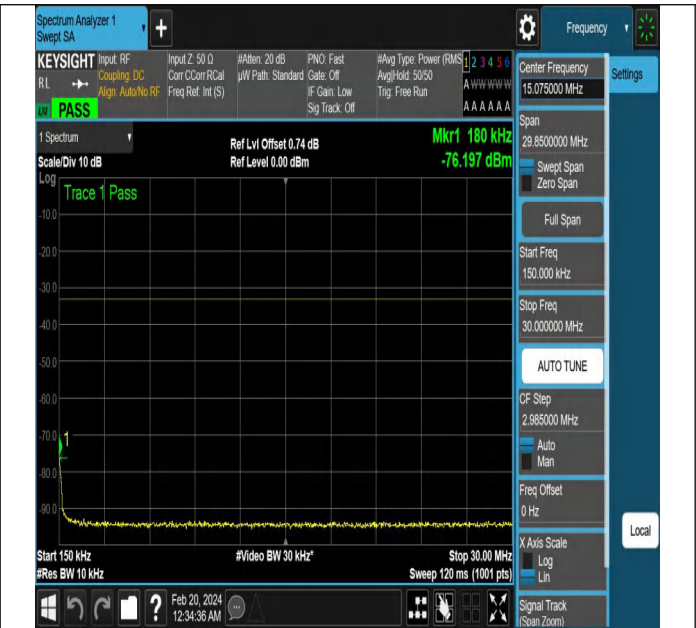 Spectrum Analyzer 1
Swept SA
+
Frequency
KEYSIGHT
RL
PASS
Input: RF
Coupling: DC
Align: Auto/No RF
Input Z: 50 Ω
Corr CCorr RCal
Freq Ref: Int (S)
#Atten: 20 dB
µW Path: Standard
PNO: Fast
Gate: Off
IF Gain: Low
Sig Track: Off
#Avg Type: Power (RMS
Avg|Hold: 50/50
Trig: Free Run
1 2 3 4 5 6
A W W W W W
A A A A A A
Center Frequency
15.075000 MHz
Settings
Span
29.8500000 MHz
Swept Span
Zero Span
Full Span
Start Freq
150.000 kHz
Stop Freq
30.000000 MHz
AUTO TUNE
CF Step
2.985000 MHz
Auto
Man
Freq Offset
0 Hz
X Axis Scale
Log
Lin
Signal Track
(Span Zoom)
Local
1 Spectrum
Scale/Div 10 dB
Ref Lvl Offset 0.74 dB
Ref Level 0.00 dBm
Mkr1 180 kHz
-76.197 dBm
Log
Trace 1 Pass
-10.0
-20.0
-30.0
-40.0
-50.0
-60.0
-70.0
1
-80.0
-90.0
Start 150 kHz
#Video BW 30 kHz*
Stop 30.00 MHz
#Res BW 10 kHz
Sweep 120 ms (1001 pts)
?
Feb 20, 2024
12:34:36 AM